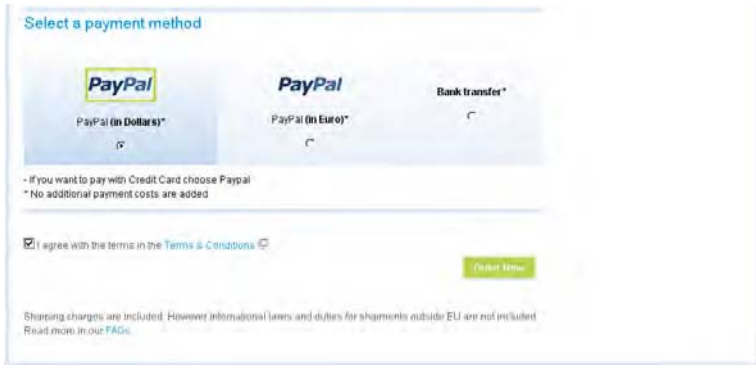 Select a payment method
PayPal PayPal Bank transfer*
PayPal (in Dollars)* PayPal (in Euro)*
- If you want to pay with Credit Card choose Paypal
* No additional payment costs are added
I agree with the terms in the Terms & Conditions
Order Now
Shipping charges are included. However international laws and duties for shipments outside EU are not included.
Read more in our FAQs.